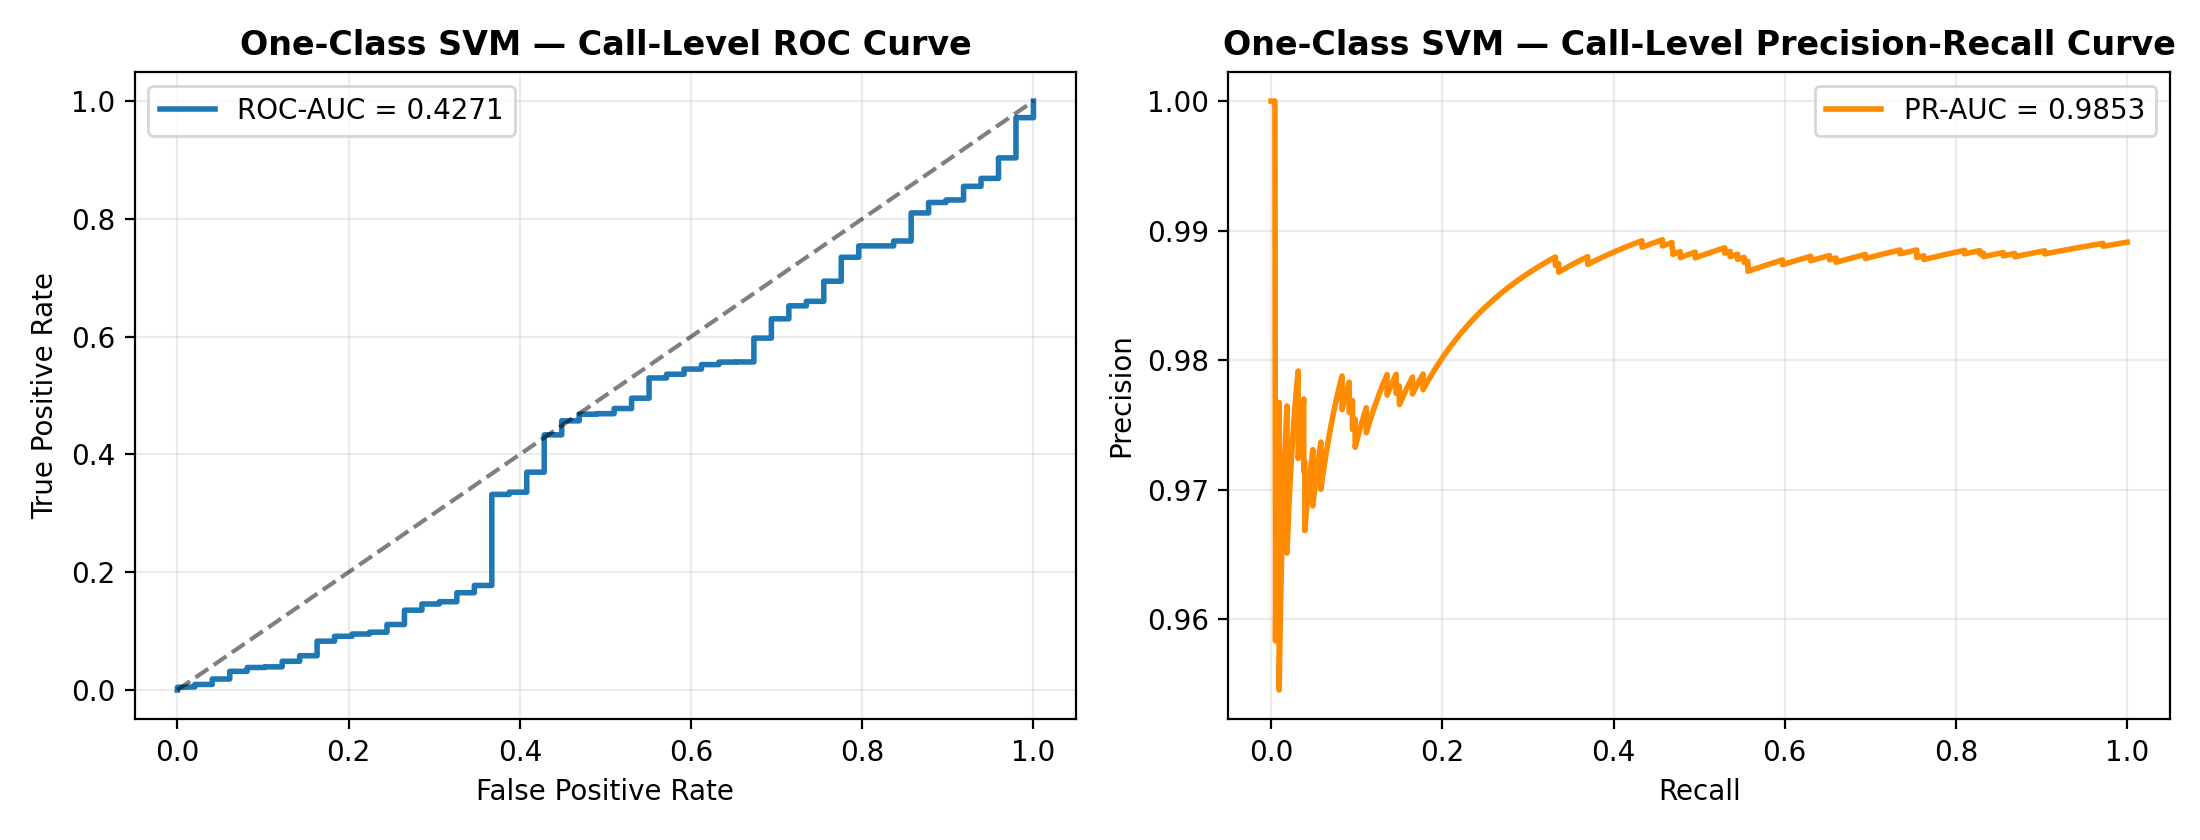 One-Class SVM — Call-Level ROC Curve
ROC-AUC = 0.4271
True Positive Rate
1.0
0.8
0.6
0.4
0.2
0.0
0.0 0.2 0.4 0.6 0.8 1.0
False Positive Rate
One-Class SVM — Call-Level Precision-Recall Curve
PR-AUC = 0.9853
Precision
1.00
0.99
0.98
0.97
0.96
0.0 0.2 0.4 0.6 0.8 1.0
Recall